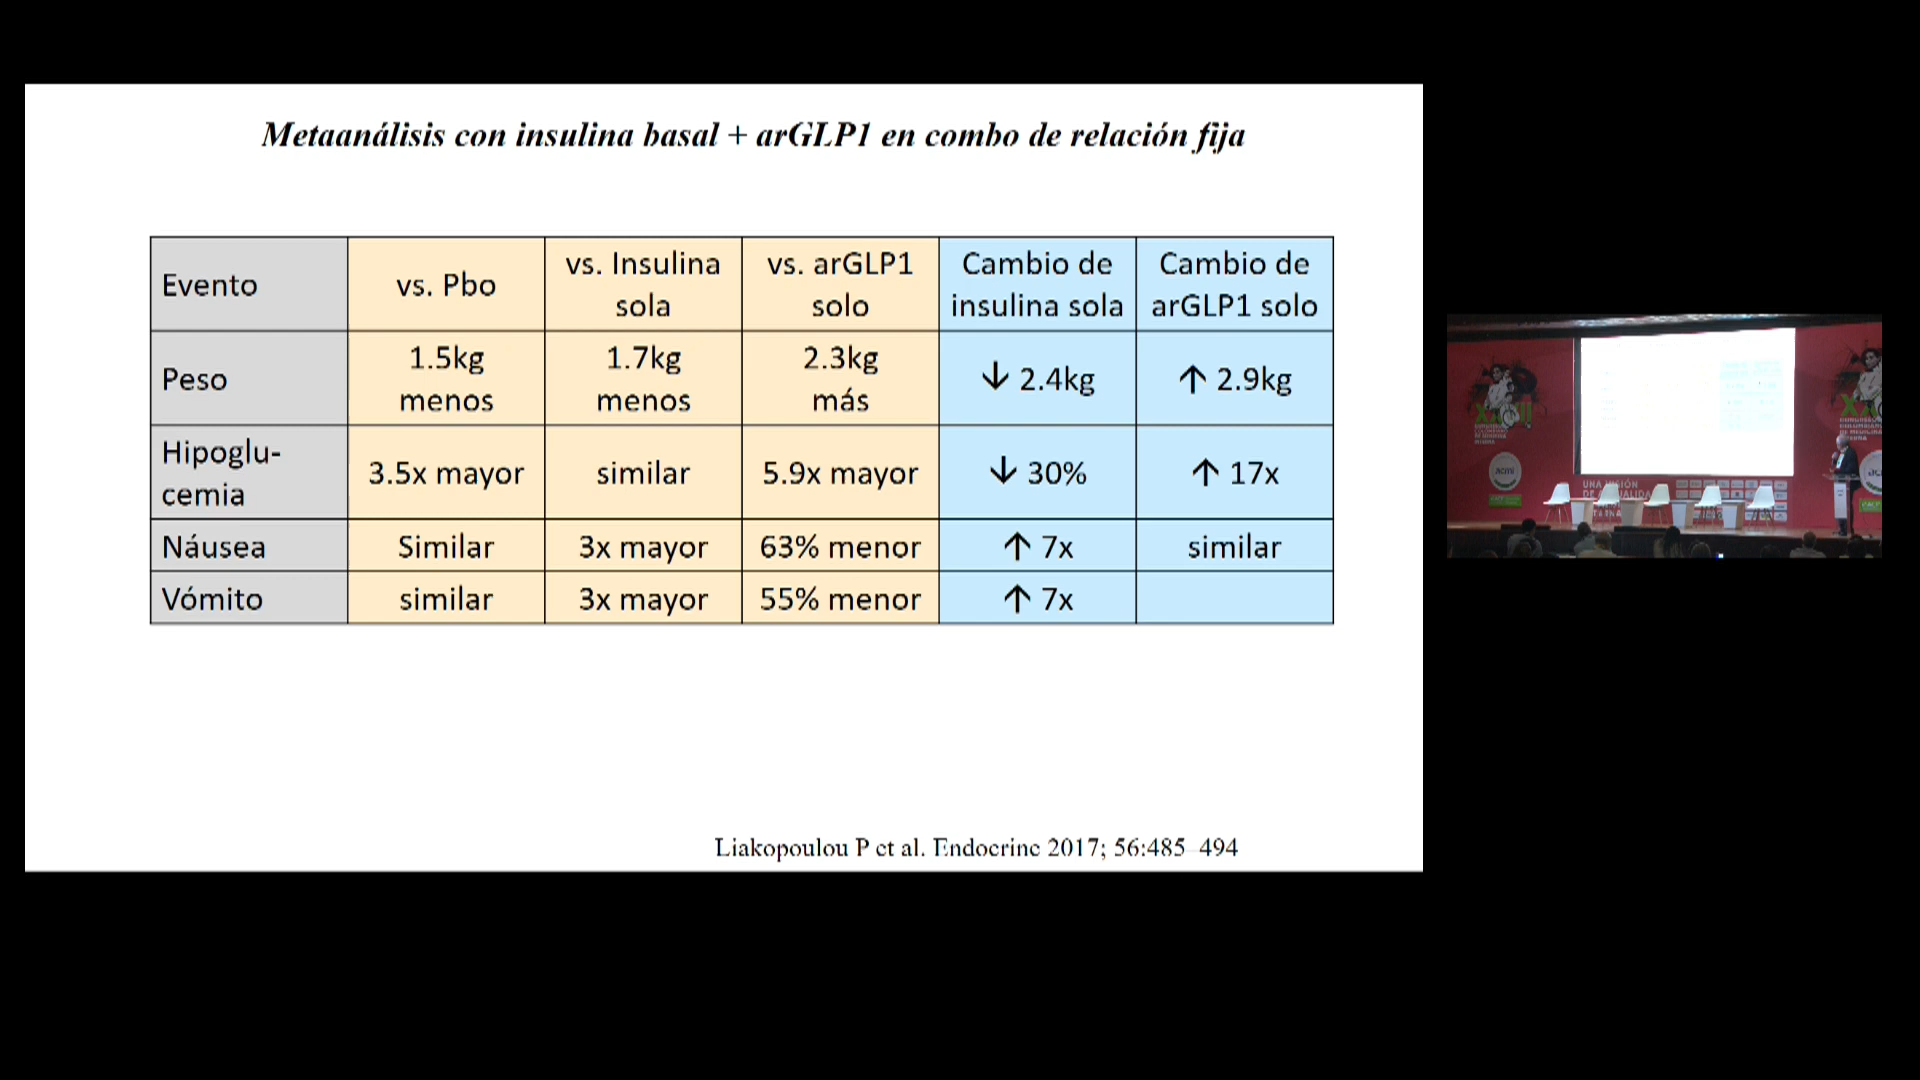 Metaanálisis con insulina basal + arGLP1 en combo de relación fija
Evento
vs. Pbo
vs. Insulina
sola
vs. arGLP1
solo
Cambio de
insulina sola
Cambio de
arGLP1 solo
Peso
1.5kg
menos
1.7kg
menos
2.3kg
más
↓ 2.4kg
↑ 2.9kg
Hipoglu-
cemia
3.5x mayor
similar
5.9x mayor
↓ 30%
↑ 17x
Náusea
Similar
3x mayor
63% menor
↑ 7x
similar
Vómito
similar
3x mayor
55% menor
↑ 7x
Liakopoulou P et al. Endocrine 2017; 56:485–494
UNA VISIÓN